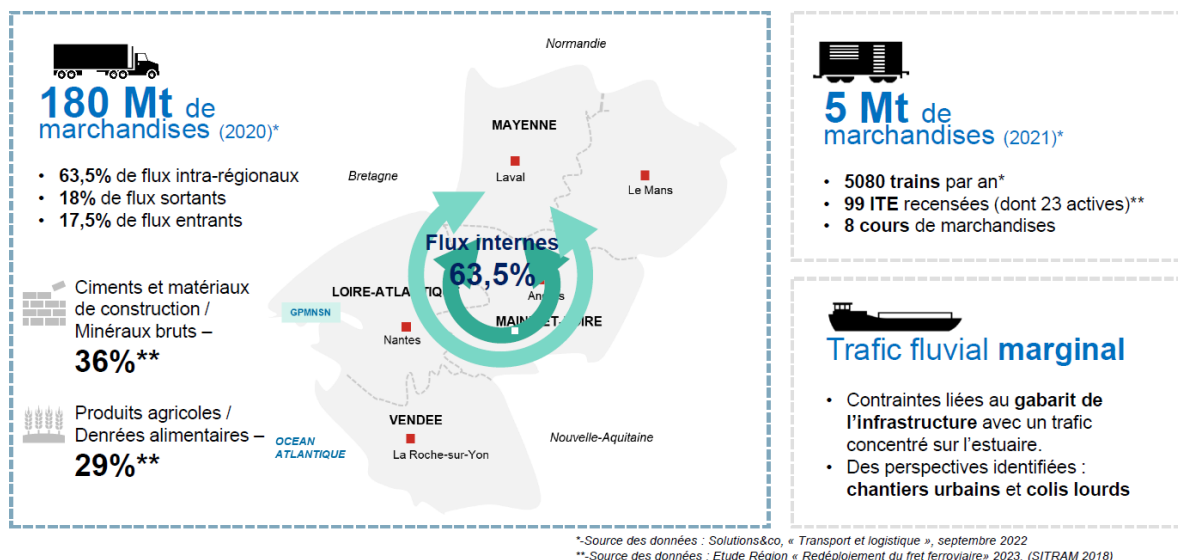 180 Mt de
marchandises (2020)*
• 63,5% de flux intra-régionaux
• 18% de flux sortants
• 17,5% de flux entrants
Ciments et matériaux
de construction /
Minéraux bruts –
36%**
Produits agricoles /
Denrées alimentaires –
29%**
Normandie
MAYENNE
Laval
Bretagne
Le Mans
Flux internes
63,5%
LOIRE-ATLANTIQUE
Angers
GPMNSN
MAINE-ET-LOIRE
Nantes
VENDEE
Nouvelle-Aquitaine
OCEAN
ATLANTIQUE
La Roche-sur-Yon
5 Mt de
marchandises (2021)*
• 5080 trains par an*
• 99 ITE recensées (dont 23 actives)**
• 8 cours de marchandises
Trafic fluvial marginal
• Contraintes liées au gabarit de
l’infrastructure avec un trafic
concentré sur l’estuaire.
• Des perspectives identifiées :
chantiers urbains et colis lourds
*-Source des données : Solutions&co, « Transport et logistique », septembre 2022
**-Source des données : Etude Région « Redéploiement du fret ferroviaire» 2023. (SITRAM 2018)